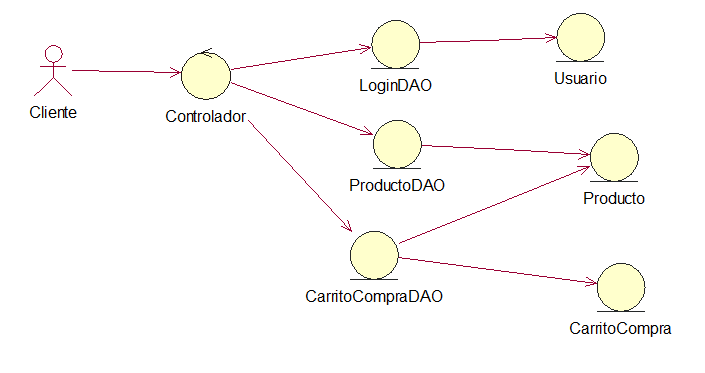 Cliente
Controlador
LoginDAO
Usuario
ProductoDAO
Producto
CarritoCompraDAO
CarritoCompra